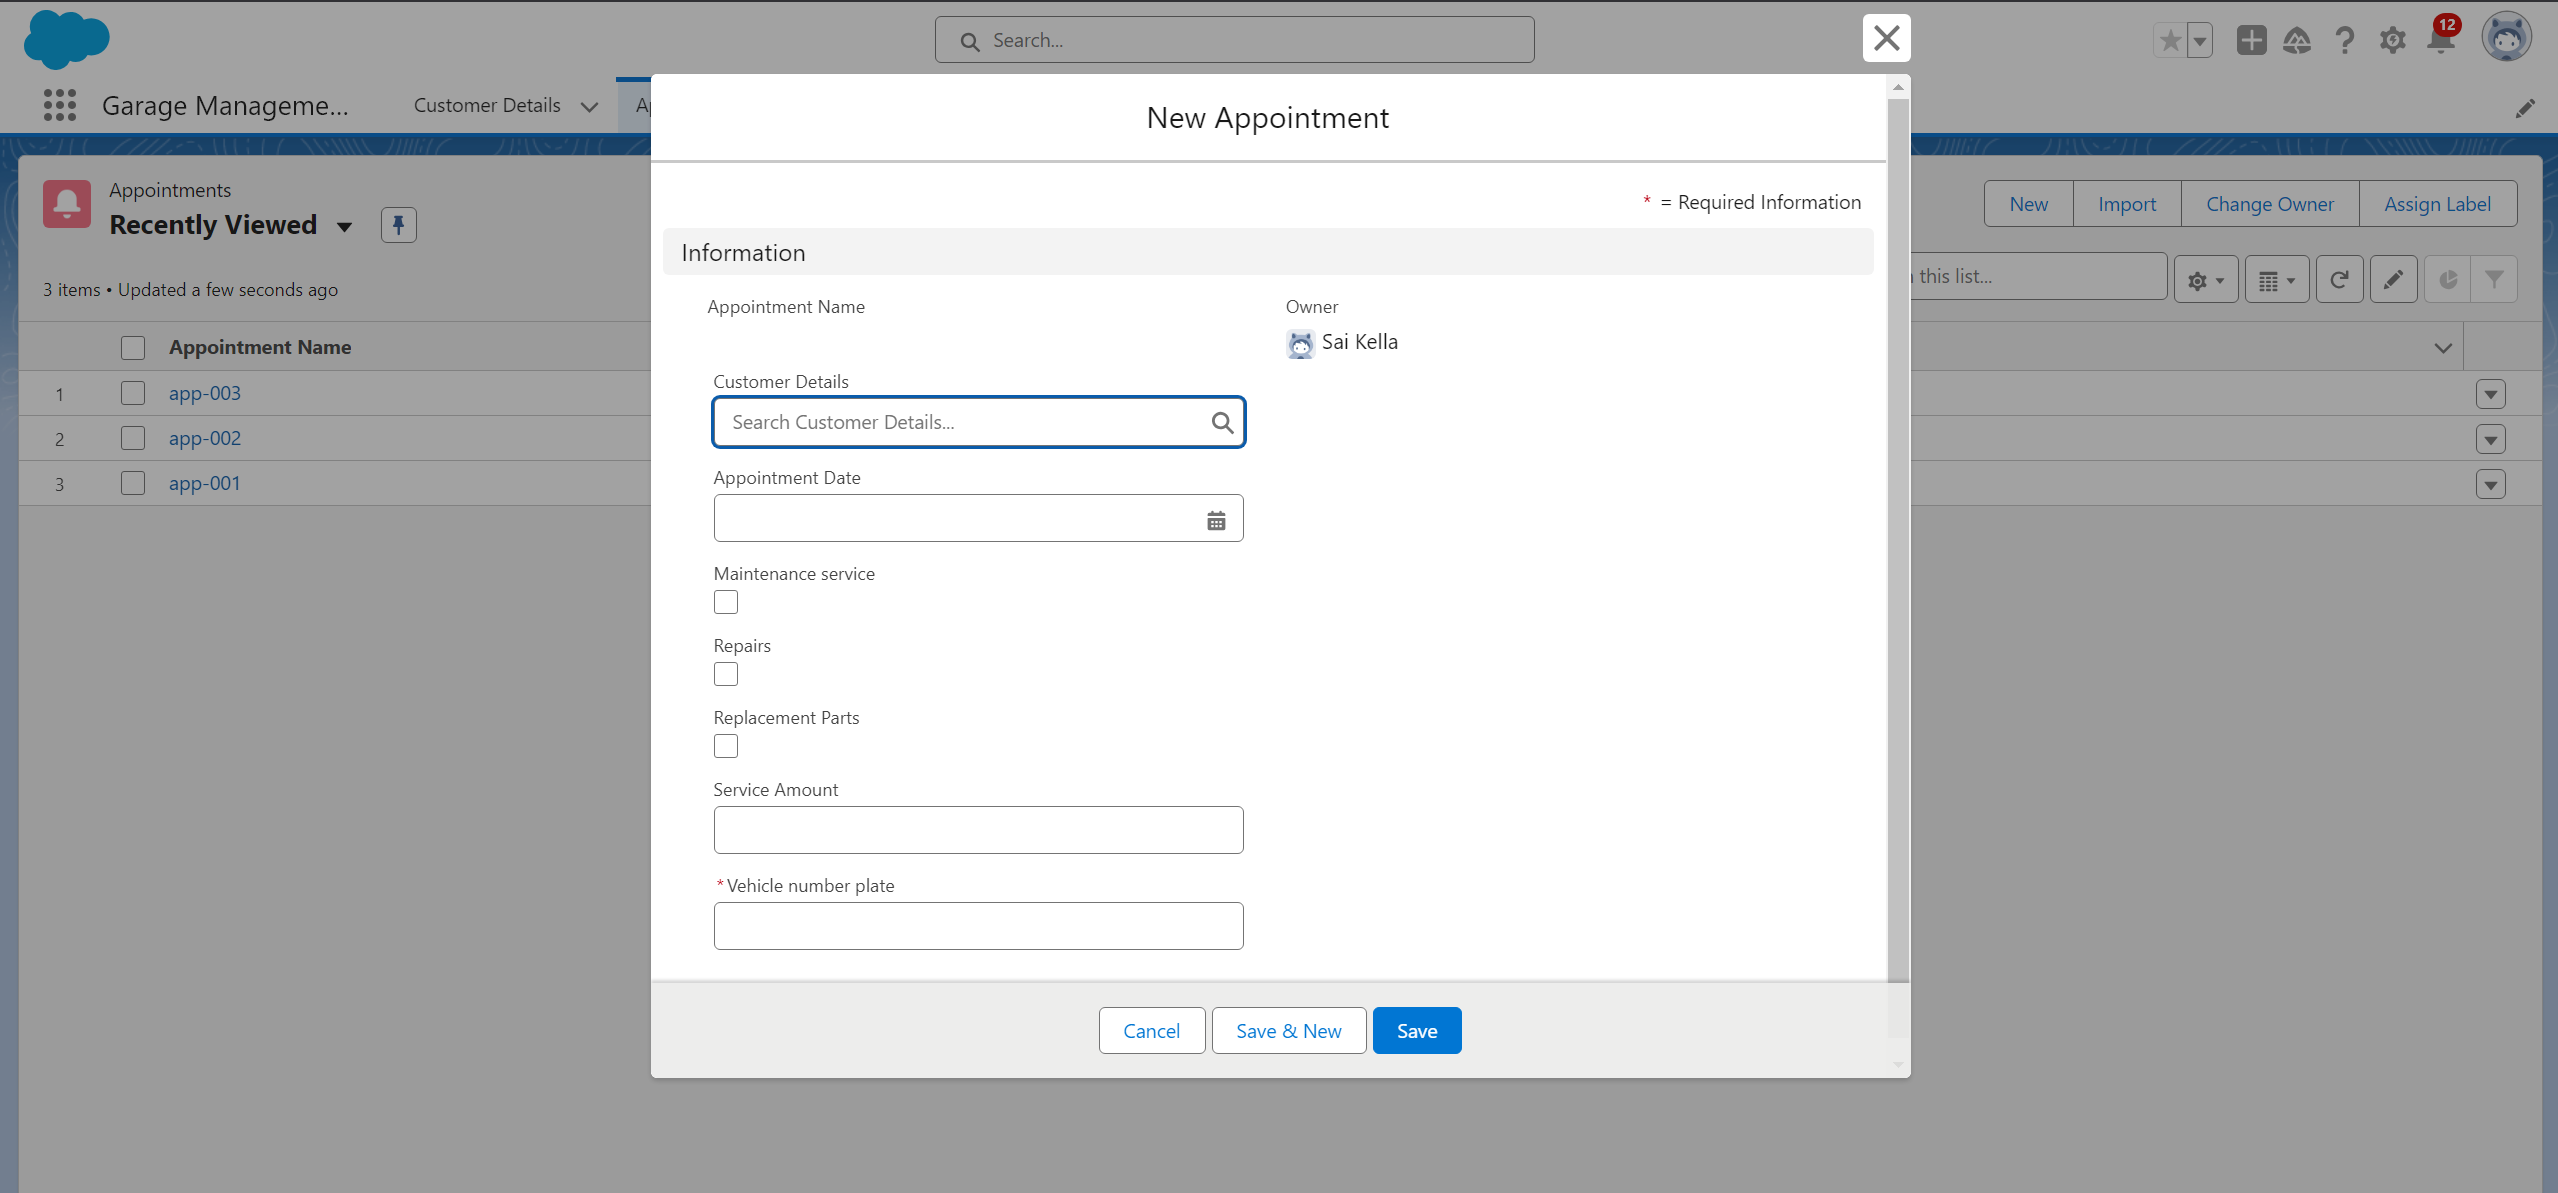 Search...
12
Garage Manageme...
Customer Details
New Appointment
Appointments
Recently Viewed
* = Required Information
New
Import
Change Owner
Assign Label
Information
3 items • Updated a few seconds ago
this list...
Appointment Name
Owner
Sai Kella
Appointment Name
Customer Details
Search Customer Details...
1
app-003
2
app-002
3
app-001
Appointment Date
Maintenance service
Repairs
Replacement Parts
Service Amount
*Vehicle number plate
Cancel
Save & New
Save